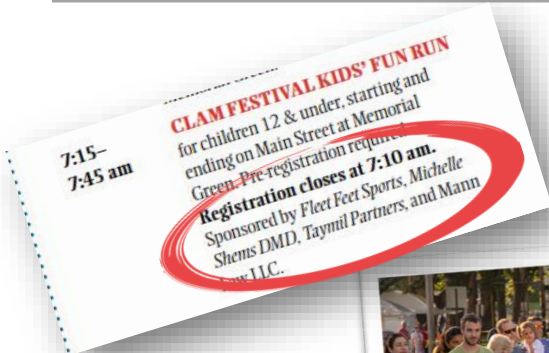 CLAM FESTIVAL KIDS' FUN RUN
7:15–
7:45 am
for children 12 & under, starting and
ending on Main Street at Memorial
Green. Pre-registration required.
Registration closes at 7:10 am.
Sponsored by Fleet Feet Sports, Michelle
Shems DMD, Taymil Partners, and Mann
Law LLC.